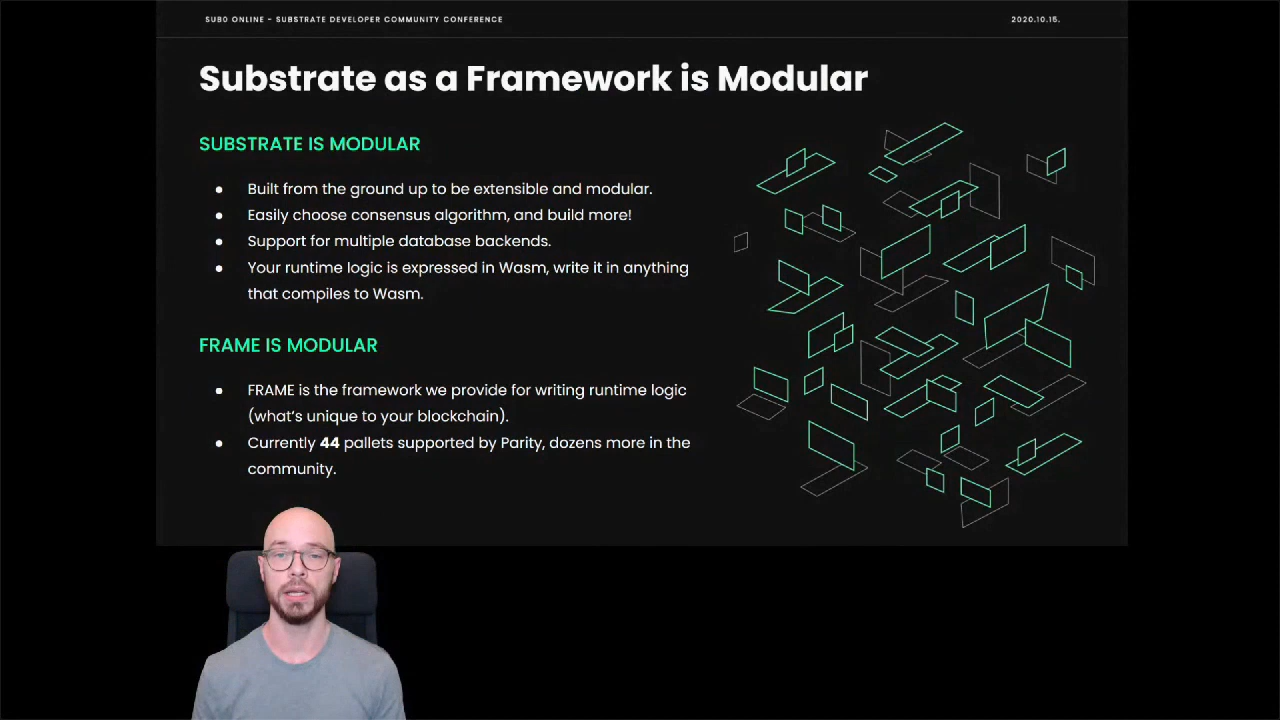 SUB0 ONLINE - SUBSTRATE DEVELOPER COMMUNITY CONFERENCE
2020.10.15.
Substrate as a Framework is Modular
SUBSTRATE IS MODULAR
● Built from the ground up to be extensible and modular.
● Easily choose consensus algorithm, and build more!
● Support for multiple database backends.
● Your runtime logic is expressed in Wasm, write it in anything
that compiles to Wasm.
FRAME IS MODULAR
● FRAME is the framework we provide for writing runtime logic
(what's unique to your blockchain).
● Currently 44 pallets supported by Parity, dozens more in the
community.